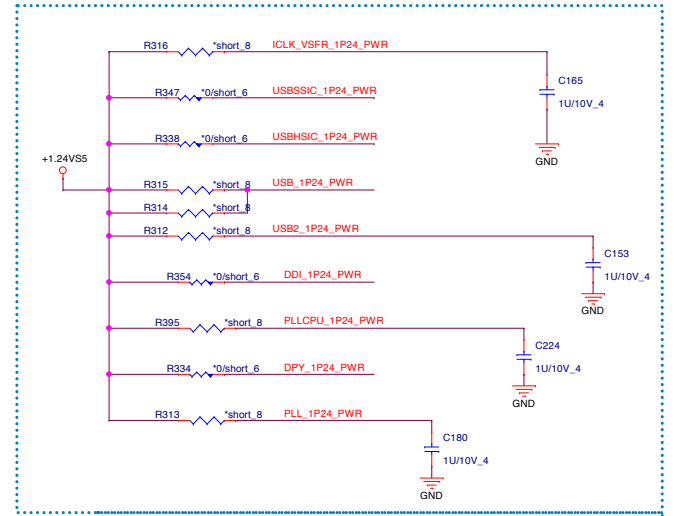 R316 *short_8 ICLK_VSFR_1P24_PWR
C165
R347 *0/short_6 USBSSIC_1P24_PWR
1U/10V_4
R338 *0/short_6 USBHSIC_1P24_PWR
GND
+1.24VS5
R315 *short_8 USB_1P24_PWR
R314 *short_8
R312 *short_8 USB2_1P24_PWR
C153
1U/10V_4
R354 *0/short_6 DDI_1P24_PWR
GND
R395 *short_8 PLLCPU_1P24_PWR
C224
1U/10V_4
R334 *0/short_6 DPY_1P24_PWR
GND
R313 *short_8 PLL_1P24_PWR
C180
1U/10V_4
GND